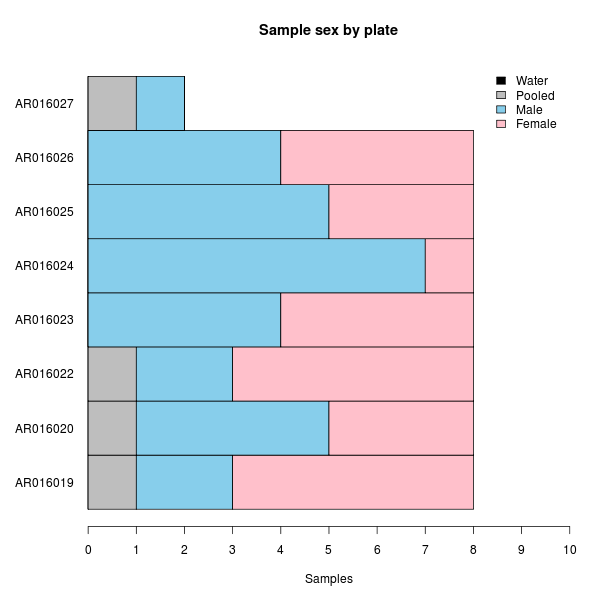 Sample sex by plate
Water
Pooled
Male
Female
AR016027
AR016026
AR016025
AR016024
AR016023
AR016022
AR016020
AR016019
0 1 2 3 4 5 6 7 8 9 10
Samples